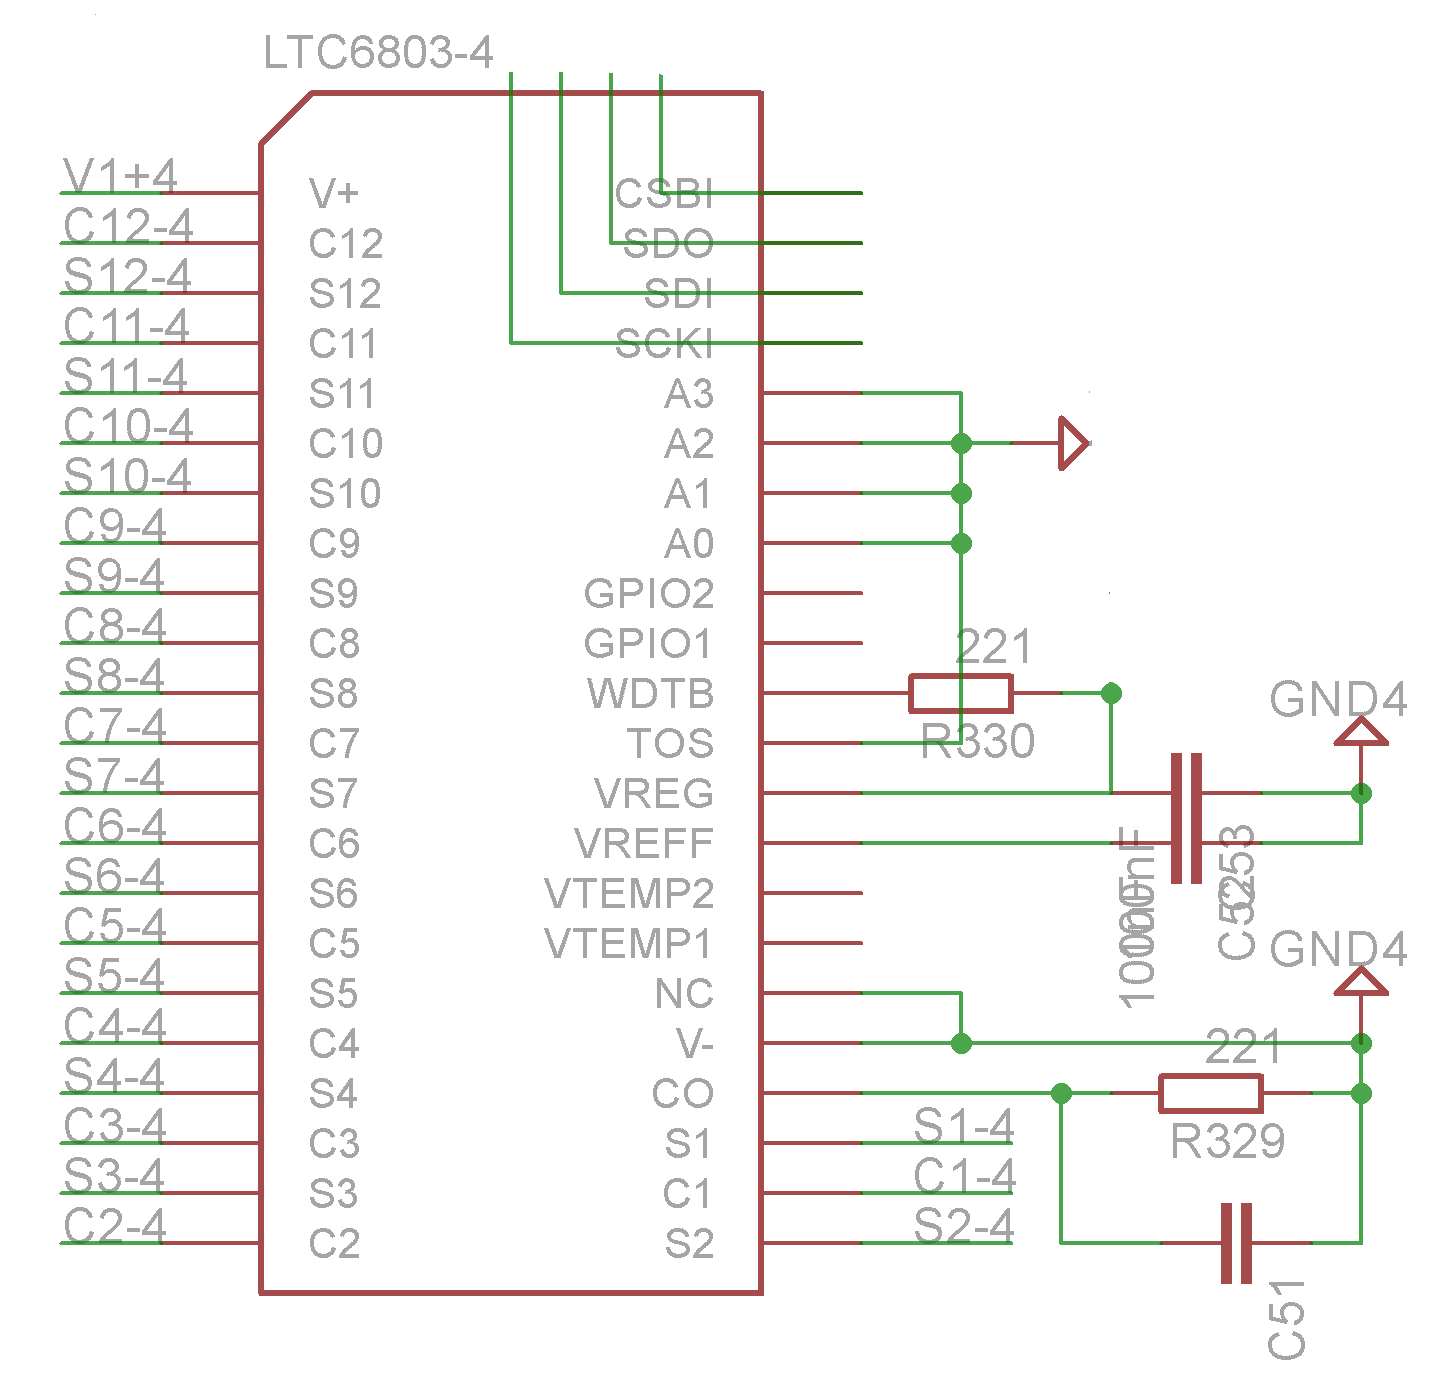 LTC6803-4
V1+4
C12-4
S12-4
C11-4
S11-4
C10-4
S10-4
C9-4
S9-4
C8-4
S8-4
C7-4
S7-4
C6-4
S6-4
C5-4
S5-4
C4-4
S4-4
C3-4
S3-4
C2-4
V+
C12
S12
C11
S11
C10
S10
C9
S9
C8
S8
C7
S7
C6
S6
C5
S5
C4
S4
C3
S3
C2
CSBI
SDO
SDI
SCKI
A3
A2
A1
A0
GPIO2
GPIO1
WDTB
TOS
VREG
VREFF
VTEMP2
VTEMP1
NC
V-
CO
S1
C1
S2
221
R330
GND4
GND4
221
R329
S1-4
C1-4
S2-4
C51